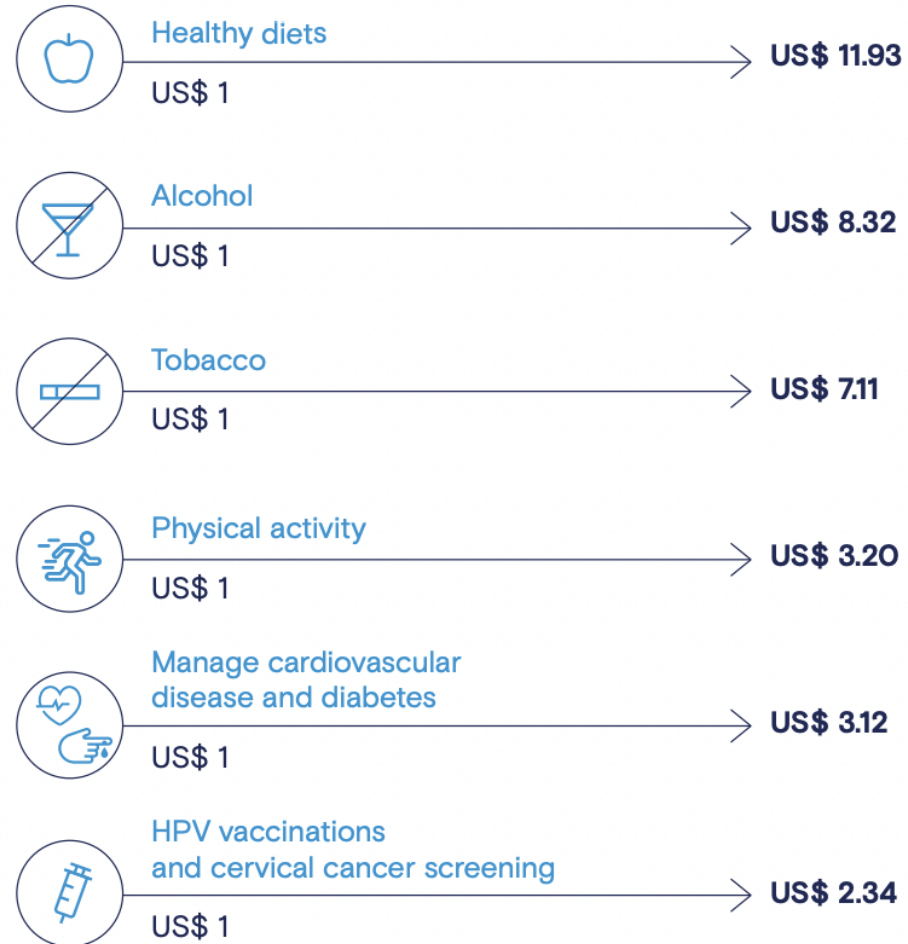 Healthy diets
US$ 11.93
US$ 1
Alcohol
US$ 8.32
US$ 1
Tobacco
US$ 7.11
US$ 1
Physical activity
US$ 3.20
US$ 1
Manage cardiovascular
disease and diabetes
US$ 3.12
US$ 1
HPV vaccinations
and cervical cancer screening
US$ 2.34
US$ 1